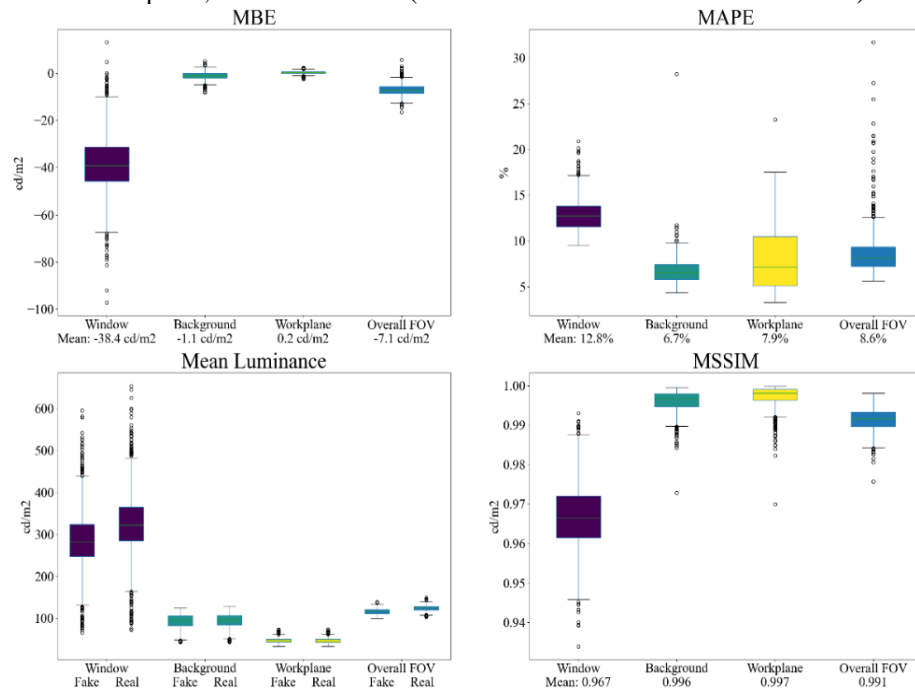 MBE
MAPE
cd/m2
0
−20
−40
−60
−80
−100
Window Background Workplane Overall FOV
Mean: -38.4 cd/m2 -1.1 cd/m2 0.2 cd/m2 -7.1 cd/m2
%
30
25
20
15
10
5
Window Background Workplane Overall FOV
Mean: 12.8% 6.7% 7.9% 8.6%
Mean Luminance
MSSIM
cd/m2
600
500
400
300
200
100
Window Background Workplane Overall FOV
Fake Real Fake Real Fake Real Fake Real
cd/m2
1.00
0.99
0.98
0.97
0.96
0.95
0.94
Window Background Workplane Overall FOV
Mean: 0.967 0.996 0.997 0.991